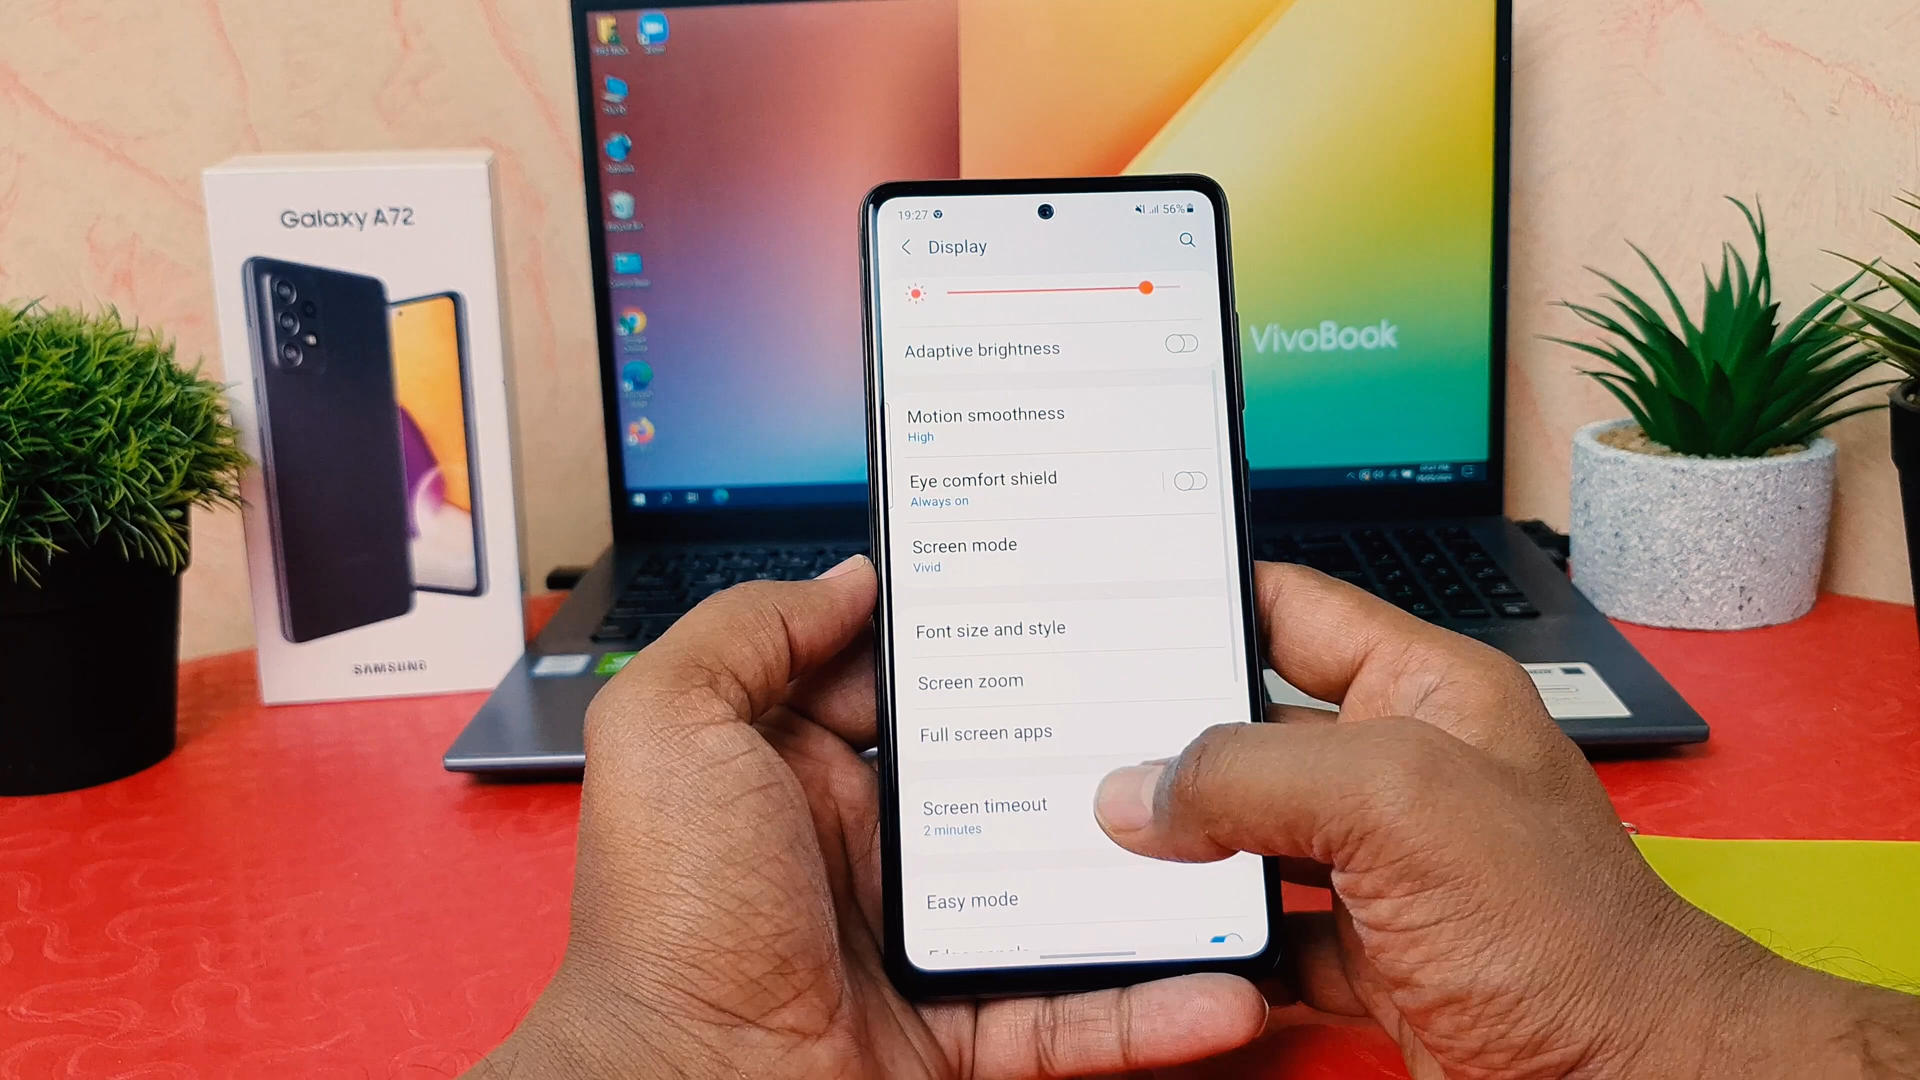 Galaxy A72
SAMSUNG
VivoBook
19:27
56%
Display
Adaptive brightness
Motion smoothness
High
Eye comfort shield
Always on
Screen mode
Vivid
Font size and style
Screen zoom
Full screen apps
Screen timeout
2 minutes
Easy mode